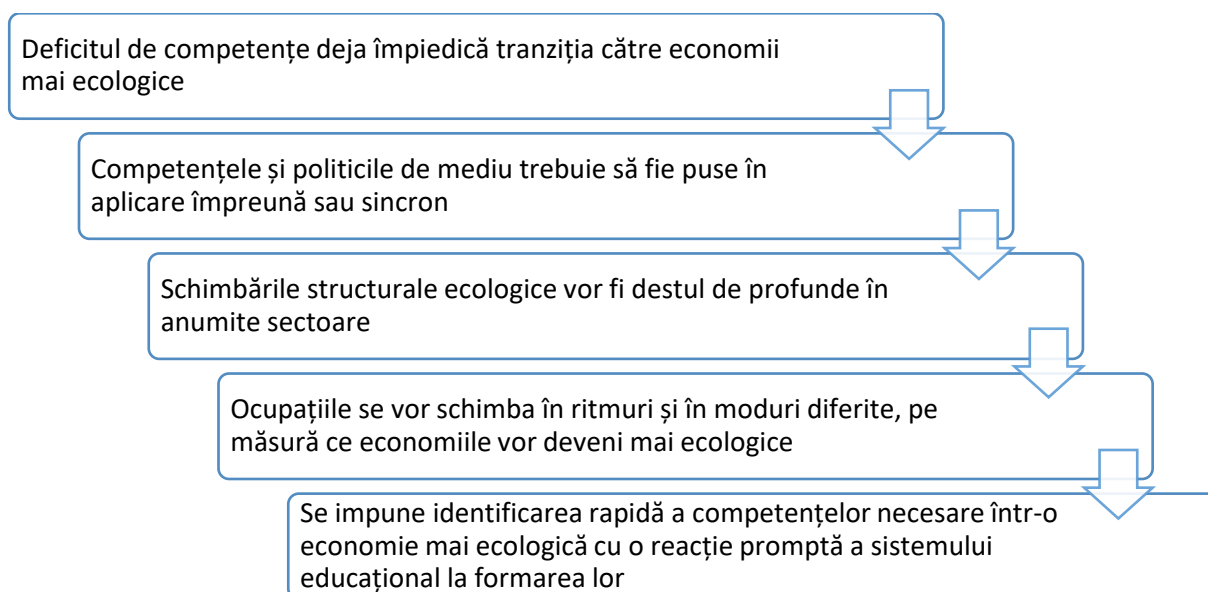 Deficitul de competențe deja împiedică tranziția către economii
mai ecologice
Competențele și politicile de mediu trebuie să fie puse în
aplicare împreună sau sincron
Schimbările structurale ecologice vor fi destul de profunde în
anumite sectoare
Ocupațiile se vor schimba în ritmuri și în moduri diferite, pe
măsură ce economiile vor deveni mai ecologice
Se impune identificarea rapidă a competențelor necesare într-o
economie mai ecologică cu o reacție promptă a sistemului
educațional la formarea lor